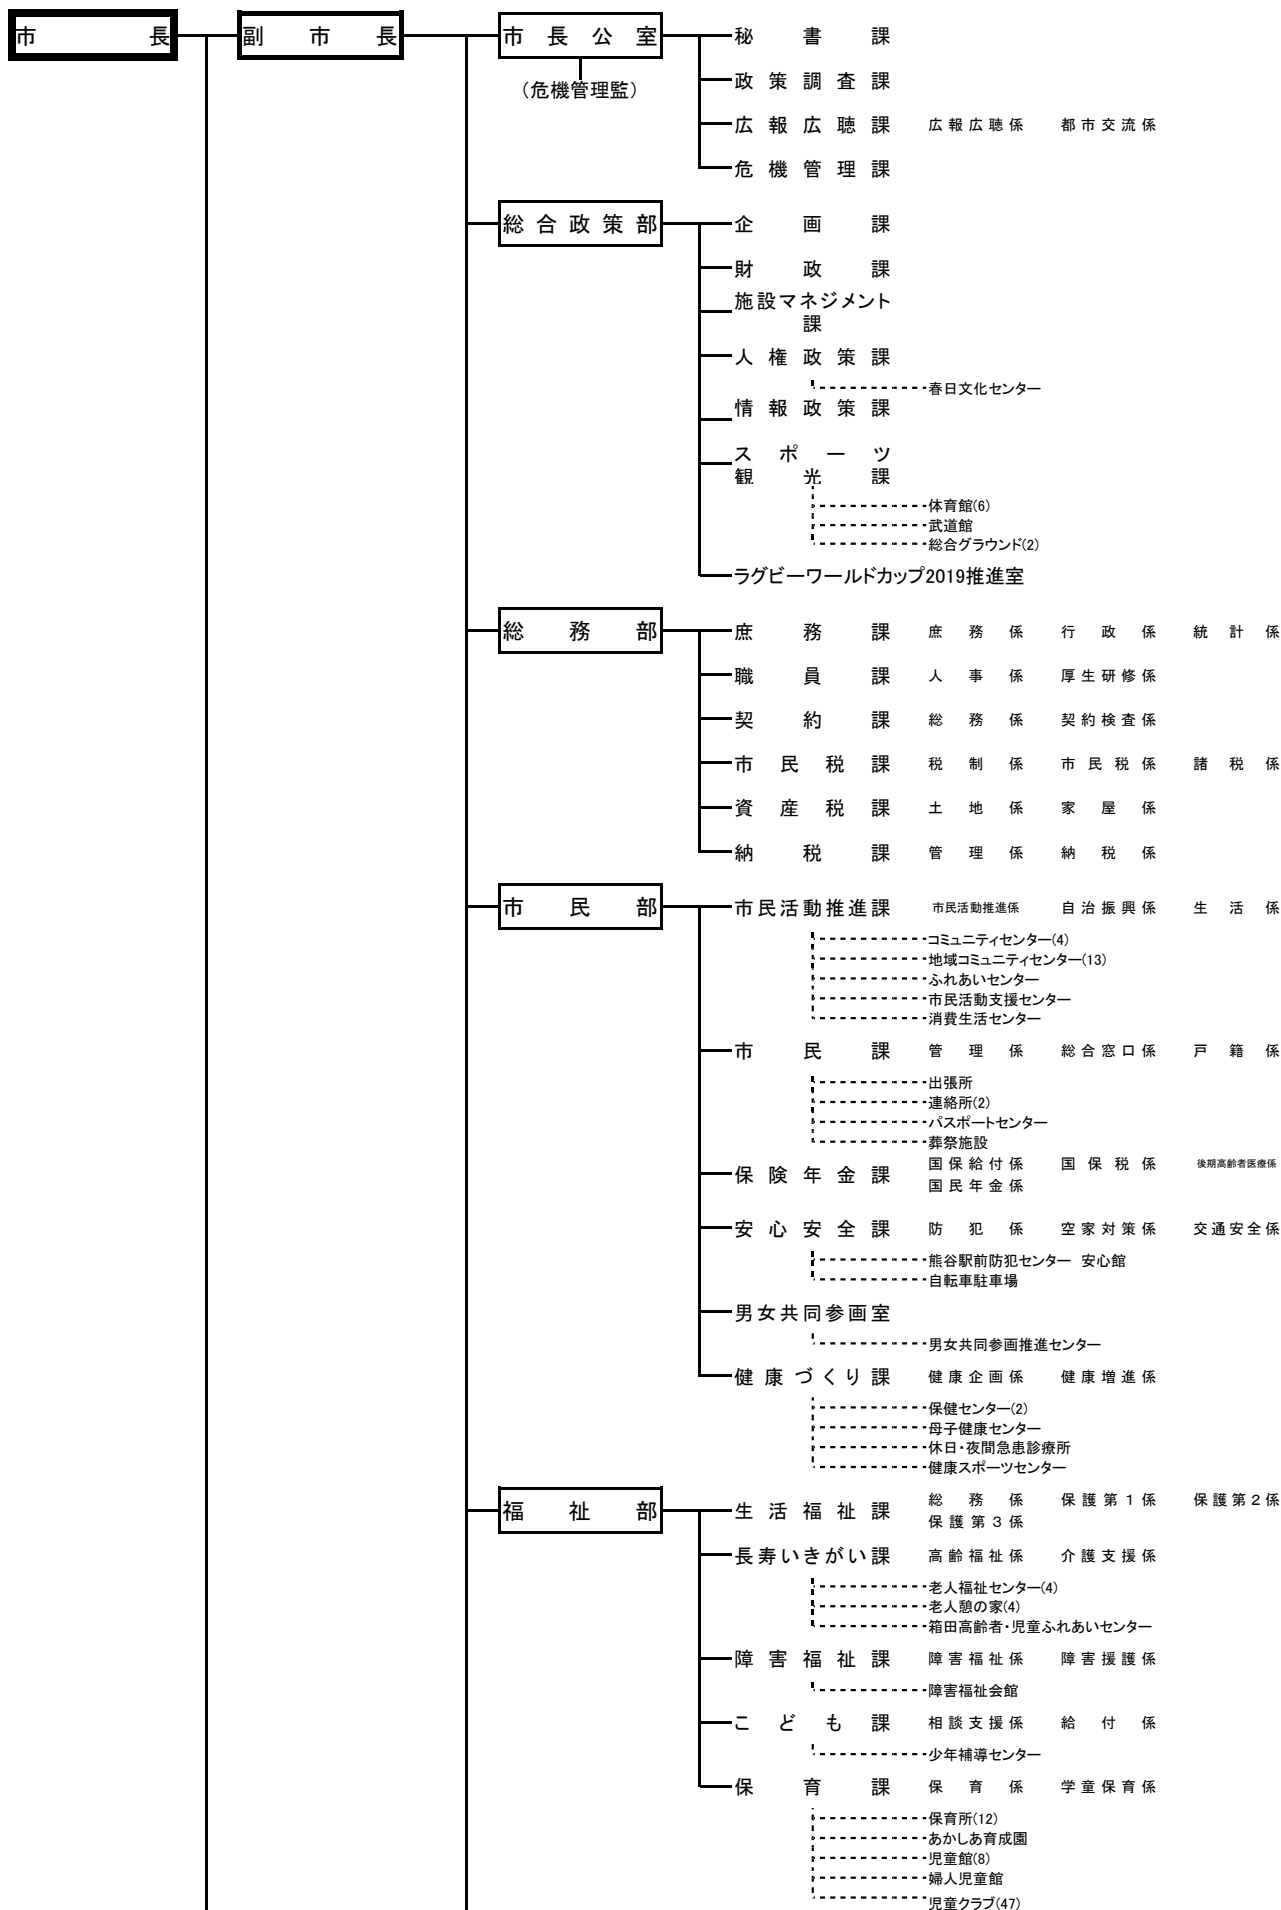 市長 副市長 市長公室 秘書課
(危機管理監)
政策調査課
広報広聴課 広報広聴係 都市交流係
危機管理課
総合政策部 企画課
財政課
施設マネジメント
課
人権政策課
春日文化センター
情報政策課
スポーツ
観光課
体育館(6)
武道館
総合グラウンド(2)
ラグビーワールドカップ2019推進室
総務部 庶務課 庶務係 行政係 統計係
職員課 人事係 厚生研修係
契約課 総務係 契約検査係
市民税課 税制係 市民税係 諸税係
資産税課 土地係 家屋係
納税課 管理係 納税係
市民部 市民活動推進課 市民活動推進係 自治振興係 生活係
コミュニティセンター(4)
地域コミュニティセンター(13)
ふれあいセンター
市民活動支援センター
消費生活センター
市民課 管理係 総合窓口係 戸籍係
出張所
連絡所(2)
パスポートセンター
葬祭施設
保険年金課 国保給付係 国保税係 後期高齢者医療係
国民年金係
安心安全課 防犯係 空家対策係 交通安全係
熊谷駅前防犯センター 安心館
自転車駐車場
男女共同参画室
男女共同参画推進センター
健康づくり課 健康企画係 健康増進係
保健センター(2)
母子健康センター
休日・夜間急患診療所
健康スポーツセンター
福祉部 生活福祉課 総務係 保護第1係 保護第2係
保護第3係
長寿いきがい課 高齢福祉係 介護支援係
老人福祉センター(4)
老人憩の家(4)
箱田高齢者・児童ふれあいセンター
障害福祉課 障害福祉係 障害援護係
障害福祉会館
こども課 相談支援係 給付係
少年補導センター
保育課 保育係 学童保育係
保育所(12)
あかしあ育成園
児童館(8)
婦人児童館
児童クラブ(47)